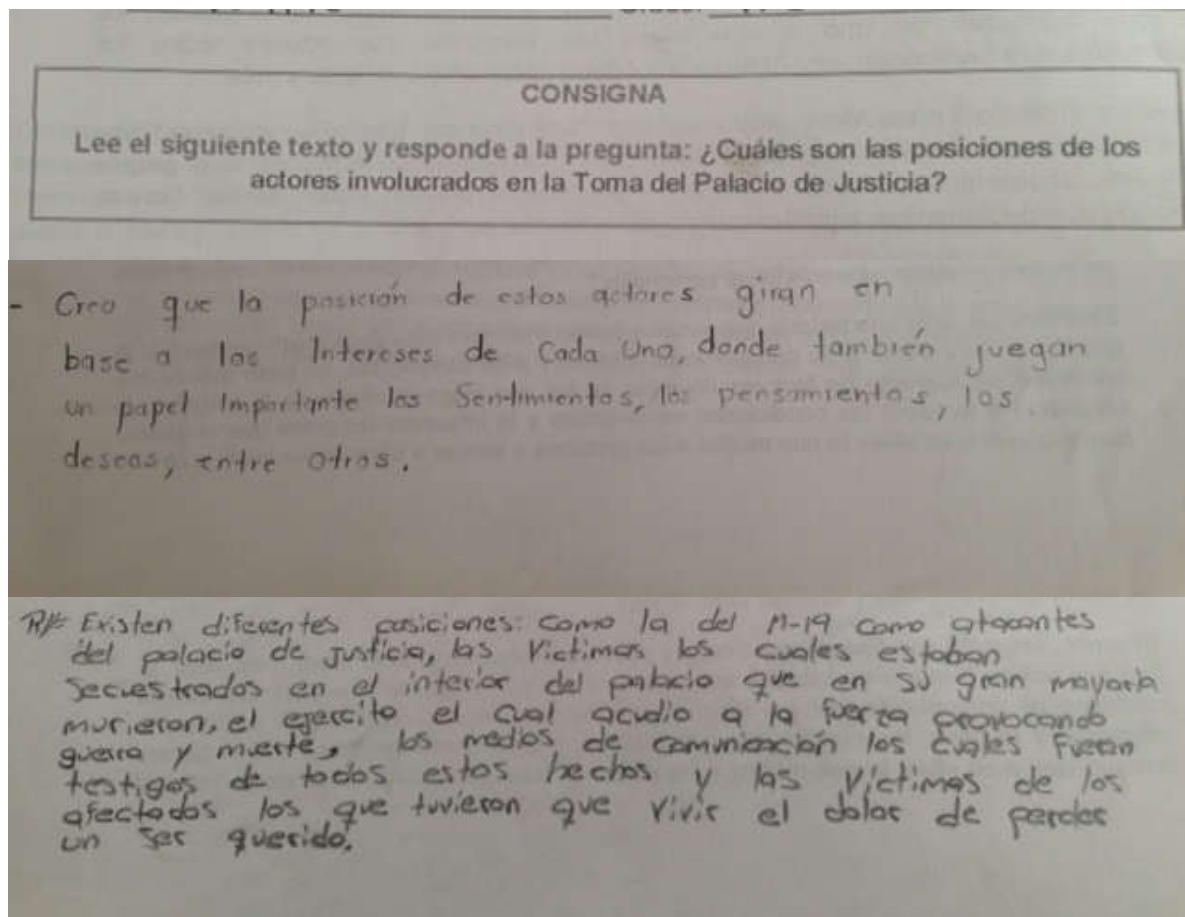 CONSIGNA
Lee el siguiente texto y responde a la pregunta: ¿Cuáles son las posiciones de los
actores involucrados en la Toma del Palacio de Justicia?
- Creo que la posición de estos actores giran en
base a los Intereses de Cada Uno, donde también juegan
un papel Importante los Sentimientos, los pensamientos, los
deseos, entre otros.
R/= Existen diferentes posiciones: como la del M-19 como atacantes
del palacio de justicia, las Victimas los cuales estaban
Secuestrados en el interior del palacio que en su gran mayoria
murieron, el ejercito el cual acudio a la fuerza provocando
guerra y muerte, los medios de comunicación los cuales Fueron
testigos de todos estos hechos y las Víctimas de los
afectados los que tuvieron que vivir el dolor de perder
un ser querido.